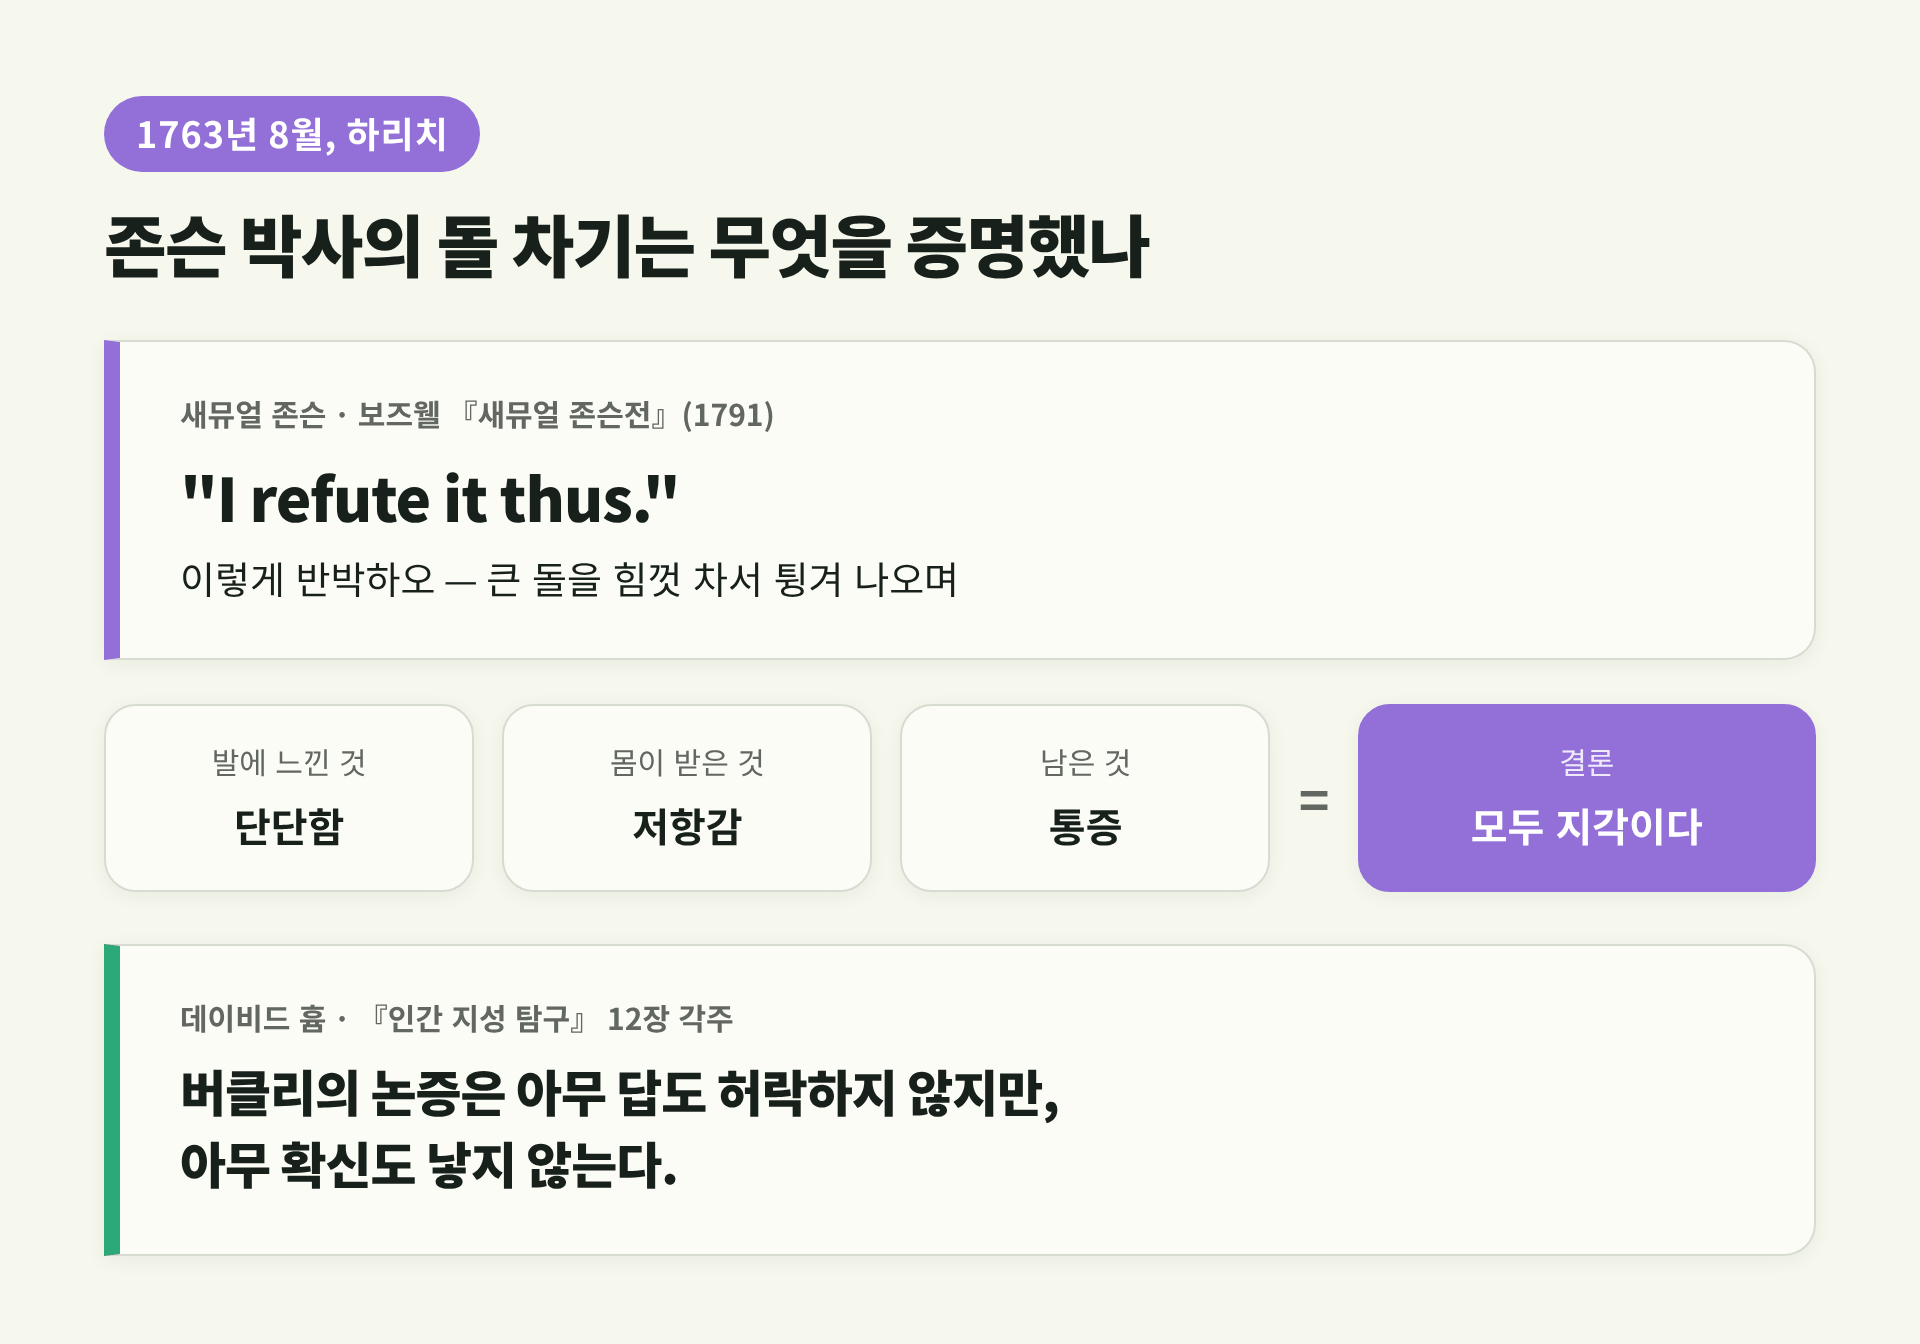 1763년 8월, 하리치
존슨 박사의 돌 차기는 무엇을 증명했나
새뮤얼 존슨 · 보즈웰 『새뮤얼 존슨전』(1791)
"I refute it thus."
이렇게 반박하오 — 큰 돌을 힘껏 차서 튕겨 나오며
발에 느낀 것
단단함
몸이 받은 것
저항감
남은 것
통증
=
결론
모두 지각이다
데이비드 흄 · 『인간 지성 탐구』 12장 각주
버클리의 논증은 아무 답도 허락하지 않지만,
아무 확신도 낳지 않는다.